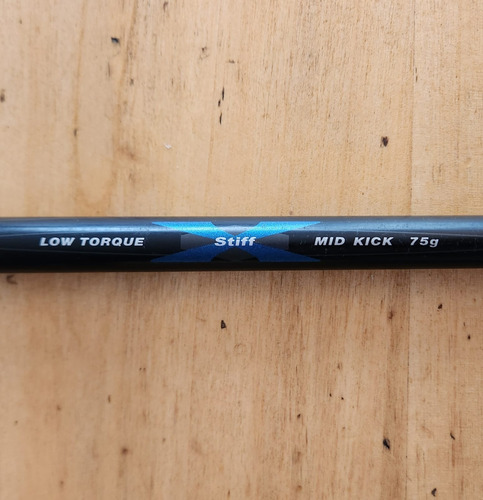 LOW TORQUE Stiff MID KICK 75g